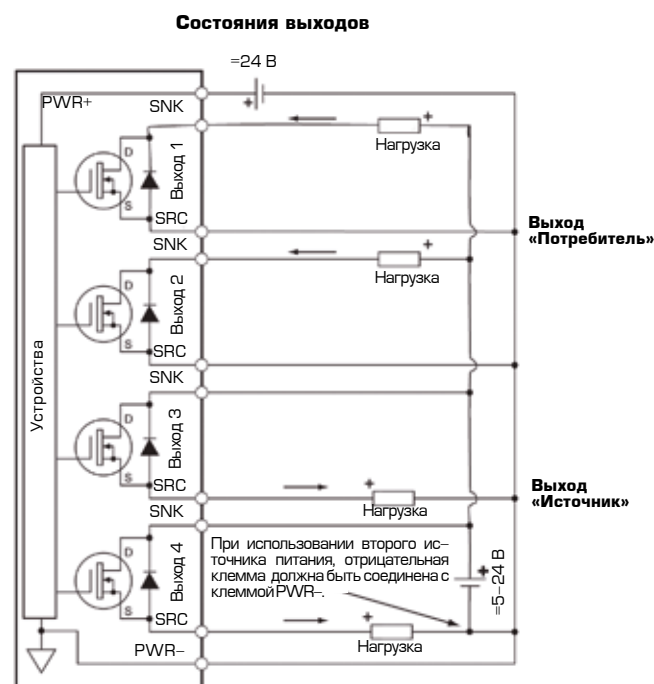 Состояния выходов
=24 В
+
PWR+
SNK
+
Нагрузка
D
Выход 1
S
SRC
Выход
«Потребитель»
SNK
+
Нагрузка
D
Выход 2
S
SRC
SNK
Устройства
D
Выход 3
S
SRC
+
Нагрузка
Выход
«Источник»
SNK
При использовании второго ис–
точника питания, отрицательная
клемма должна быть соединена с
клеммой PWR–.
+
=5–24 В
D
Выход 4
S
SRC
+
Нагрузка
PWR–